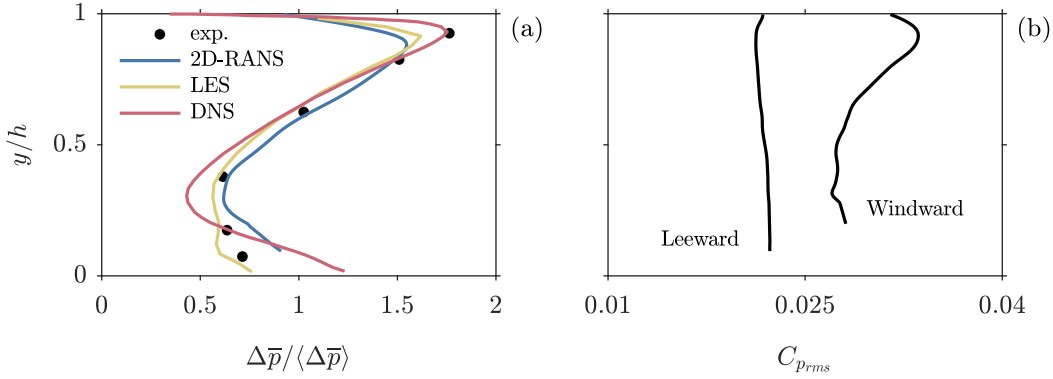 (a)
exp.
2D-RANS
LES
DNS
1
0.5
0
y/h
0 0.5 1 1.5 2
Δp̅/⟨Δp̅⟩
(b)
Windward
Leeward
0.01 0.025 0.04
C_{p_{rms}}